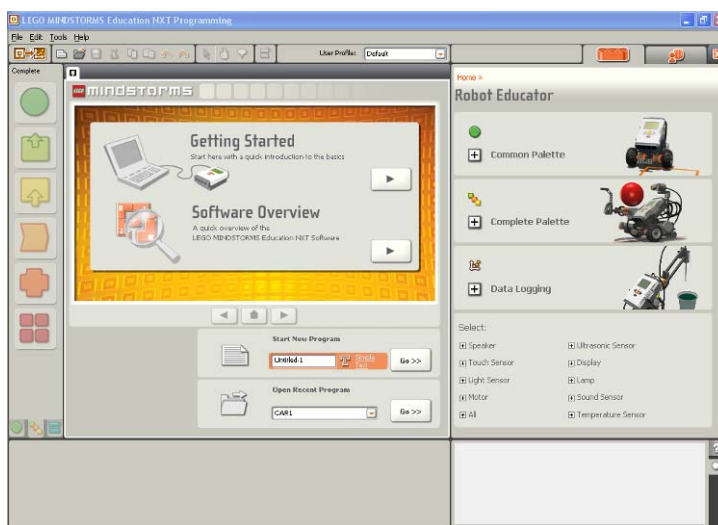 LEGO MINDSTORMS Education NXT Programming
File Edit Tools Help
User Profile: Default
Complete
mindstorms
Getting Started
Start here with a quick introduction to the basics
Software Overview
A quick overview of the
LEGO MINDSTORMS Education NXT Software
Start New Program
Untitled-1
Go >>
Open Recent Program
CAR1
Go >>
Home >
Robot Educator
Common Palette
Complete Palette
Data Logging
Select:
Speaker
Ultrasonic Sensor
Touch Sensor
Display
Light Sensor
Lamp
Motor
Sound Sensor
All
Temperature Sensor
?